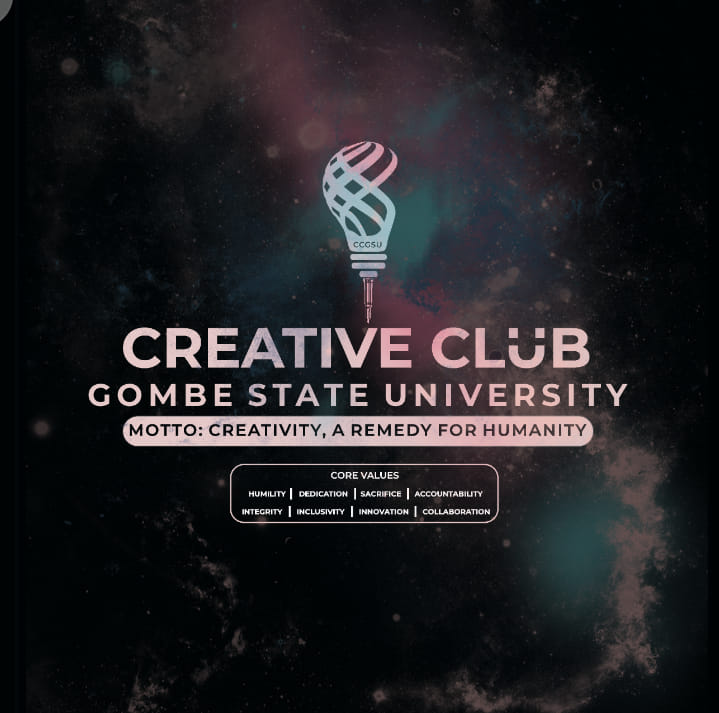 CCGSU
CREATIVE CLUB
GOMBE STATE UNIVERSITY
MOTTO: CREATIVITY, A REMEDY FOR HUMANITY
CORE VALUES
HUMILITY | DEDICATION | SACRIFICE | ACCOUNTABILITY
INTEGRITY | INCLUSIVITY | INNOVATION | COLLABORATION